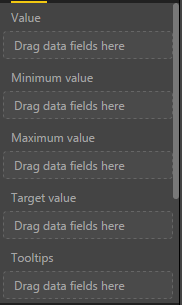 Value
Drag data fields here
Minimum value
Drag data fields here
Maximum value
Drag data fields here
Target value
Drag data fields here
Tooltips
Drag data fields here